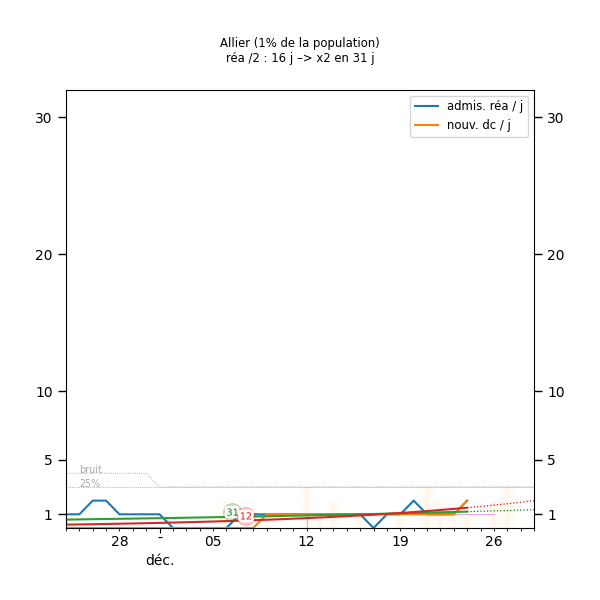 Allier (1% de la population)
réa /2 : 16 j –> x2 en 31 j
admis. réa / j
nouv. dc / j
30 30
20 20
10 10
5 5
bruit
25%
31 12
1 1
28 - 05 12 19 26
déc.